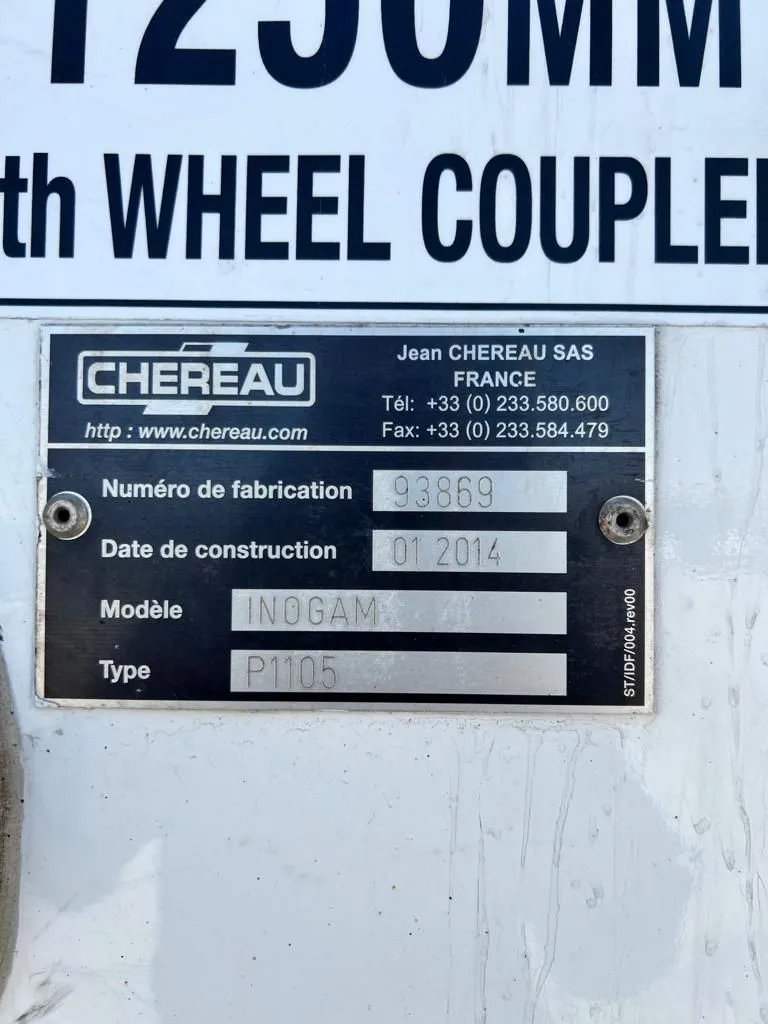 1250MM
th WHEEL COUPLE
CHEREAU
http : www.chereau.com
Jean CHEREAU SAS
FRANCE
Tél: +33 (0) 233.580.600
Fax: +33 (0) 233.584.479
Numéro de fabrication 93869
Date de construction 01 2014
Modèle INOGAM
Type P1105
ST/IDF/004.rev00